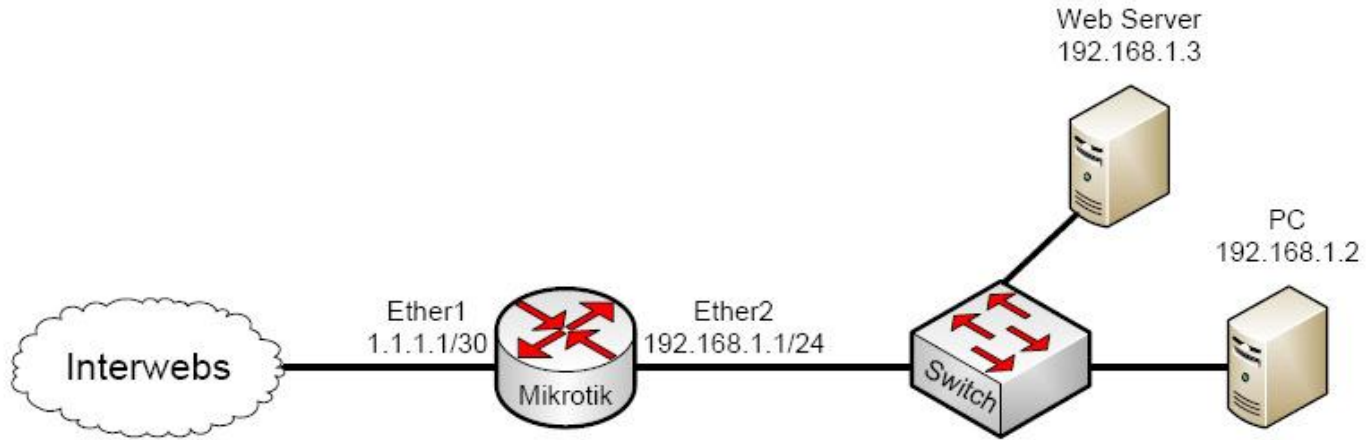 Web Server
192.168.1.3
PC
192.168.1.2
Ether1
1.1.1.1/30
Ether2
192.168.1.1/24
Interwebs
Mikrotik
Switch